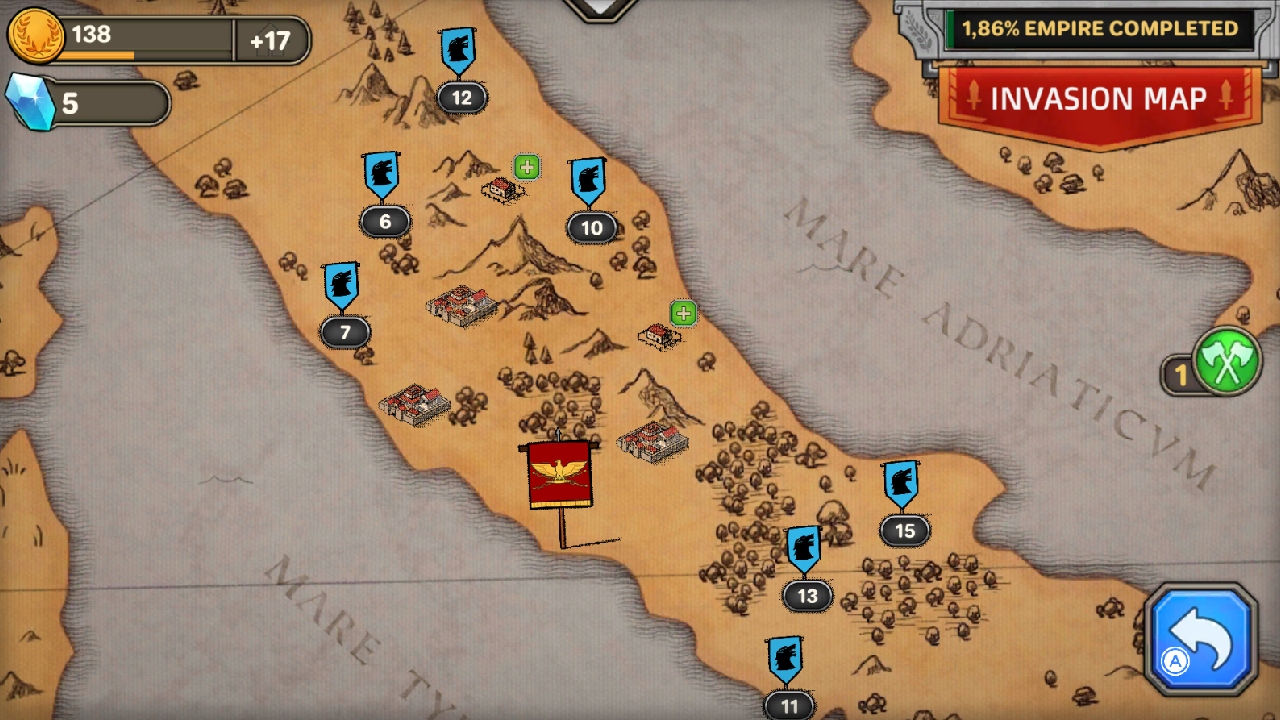 138
+17
1,86% EMPIRE COMPLETED
5
INVASION MAP
12
6
10
7
MARE ADRIATICVM
1
15
13
MARE TY
11
A